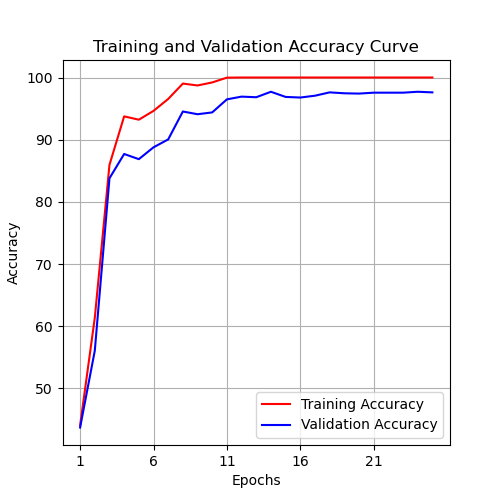 Training and Validation Accuracy Curve
100
90
80
70
60
50
Accuracy
Training Accuracy
Validation Accuracy
1 6 11 16 21
Epochs